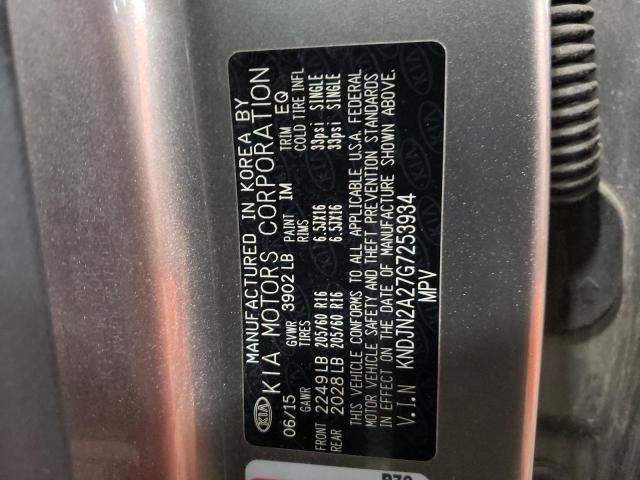 MANUFACTURED IN KOREA BY
KIA KIA MOTORS CORPORATION
06/15 GVWR 3902 LB PAINT IM TRIM EQ
GAWR TIRES RIMS COLD TIRE INFL
FRONT 2249LB 205/60 R16 6.5JX16 33psi SINGLE
REAR 2028LB 205/60 R16 6.5JX16 33psi SINGLE
THIS VEHICLE CONFORMS TO ALL APPLICABLE U.S.A. FEDERAL
MOTOR VEHICLE SAFETY AND THEFT PREVENTION STANDARDS
IN EFFECT ON THE DATE OF MANUFACTURE SHOWN ABOVE.
V.I.N KNDJN2A27G7253934
MPV